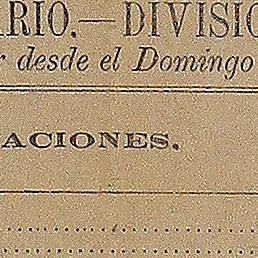 ARIO.—DIVISIO
r desde el Domingo
ACIONES.